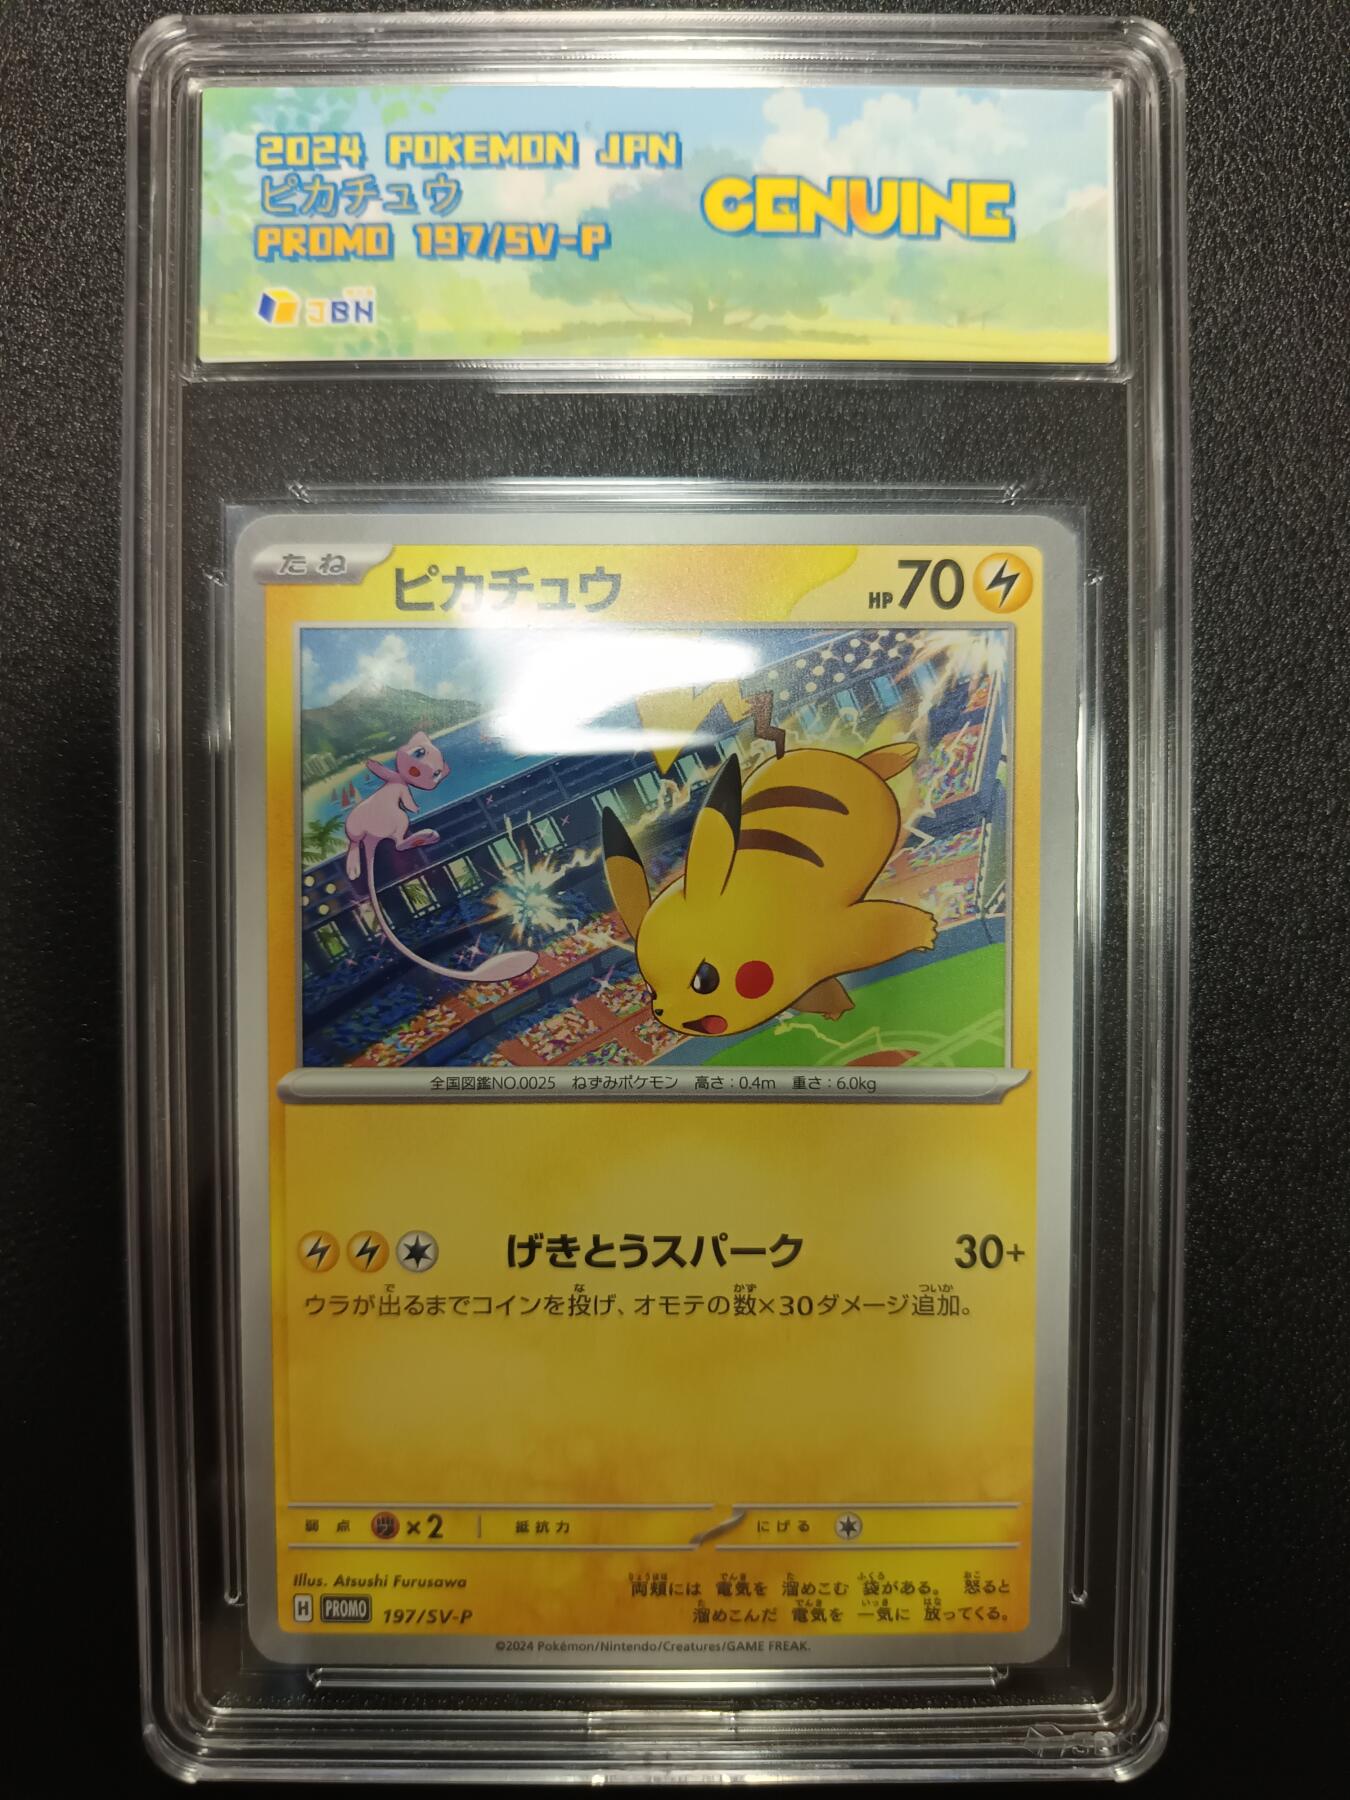 2024 POKEMON JPN
ピカチュウ
PROMO 197/SV-P
GENUINE
JBH
たね
ピカチュウ
HP 70
全国図鑑NO.0025 ねずみポケモン 高さ:0.4m 重さ:6.0kg
げきとうスパーク 30+
ウラが出るまでコインを投げ、オモテの数×30ダメージ追加。
弱点 ×2 抵抗力 にげる
Illus. Atsushi Furusawa
両頬には 電気を 溜めこむ 袋がある。 怒ると
溜めこんだ 電気を 一気に 放ってくる。
H PROMO 197/SV-P
©2024 Pokémon/Nintendo/Creatures/GAME FREAK.